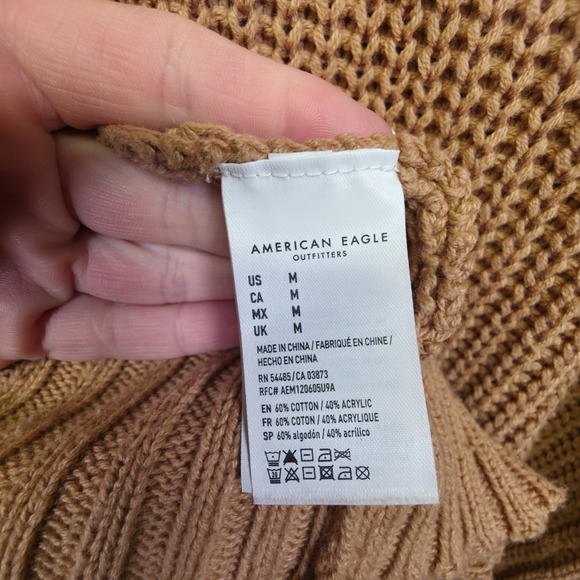 AMERICAN EAGLE
OUTFITTERS
US M
CA M
MX M
UK M
MADE IN CHINA / FABRIQUÉ EN CHINE /
HECHO EN CHINA
RN 54485 / CA 03873
RFC# AEM120605U9A
EN 60% COTTON / 40% ACRYLIC
FR 60% COTON / 40% ACRYLIQUE
SP 60% algodón / 40% acrílico